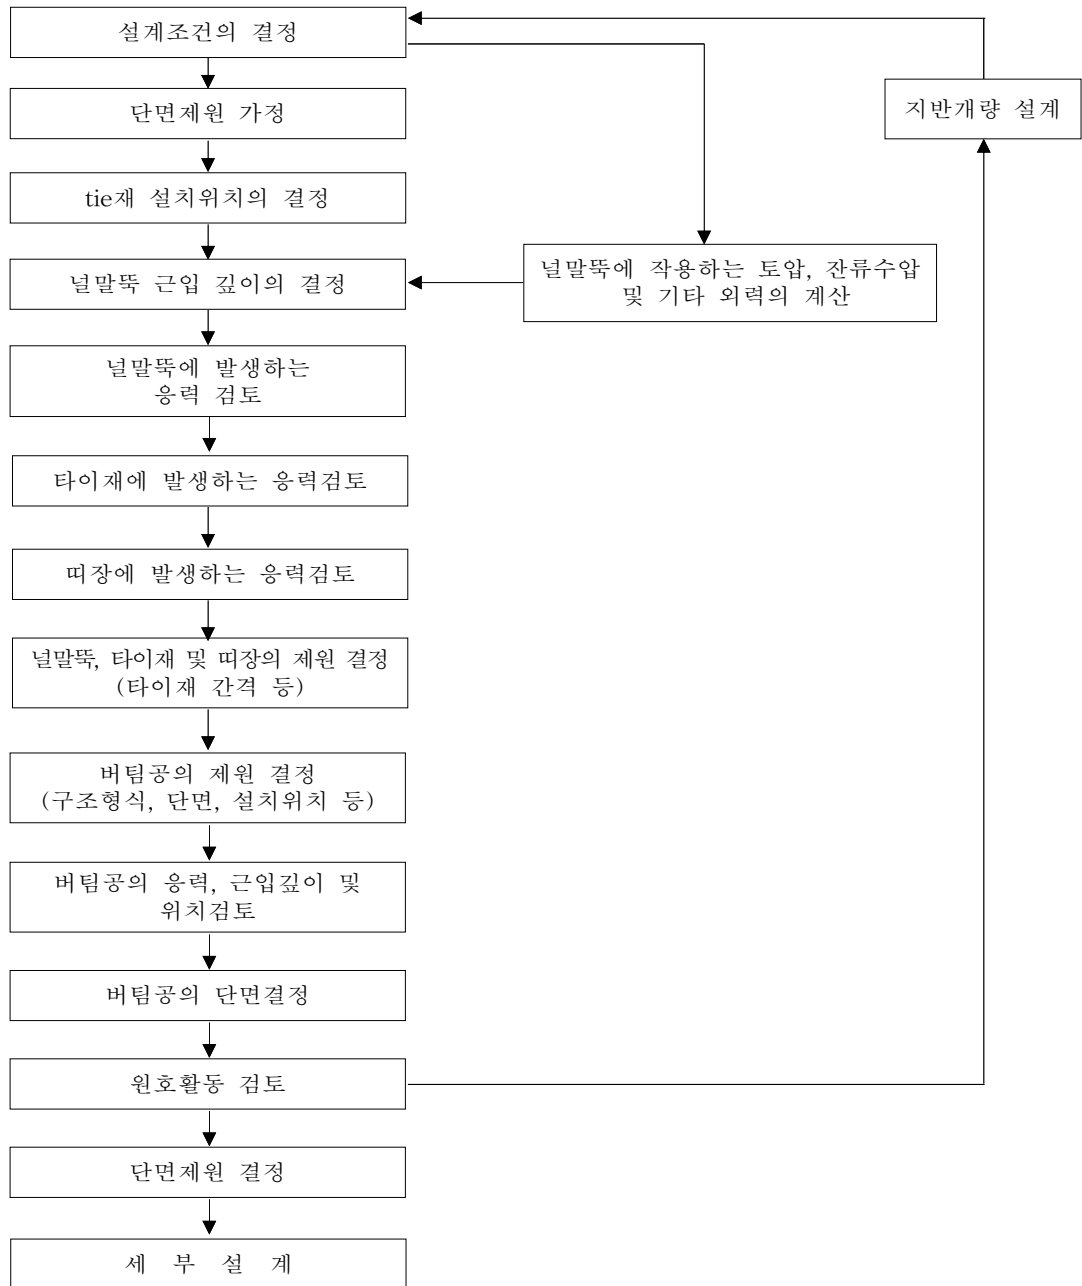 설계조건의 결정
단면제원 가정
지반개량 설계
tie재 설치위치의 결정
널말뚝 근입 깊이의 결정
널말뚝에 작용하는 토압, 잔류수압
및 기타 외력의 계산
널말뚝에 발생하는
응력 검토
타이재에 발생하는 응력검토
띠장에 발생하는 응력검토
널말뚝, 타이재 및 띠장의 제원 결정
(타이재 간격 등)
버팀공의 제원 결정
(구조형식, 단면, 설치위치 등)
버팀공의 응력, 근입깊이 및
위치검토
버팀공의 단면결정
원호활동 검토
단면제원 결정
세 부 설 계